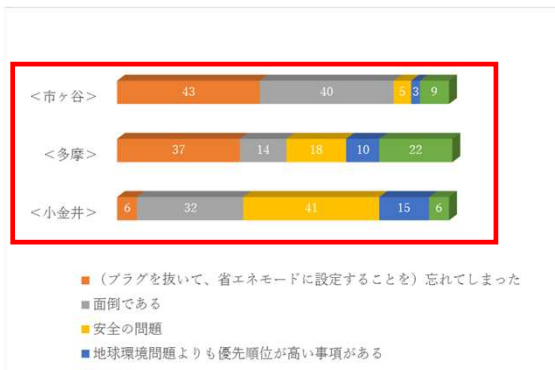 ＜市ヶ谷＞ 43 40 5 3 9
＜多摩＞ 37 14 18 10 22
＜小金井＞ 6 32 41 15 6
（プラグを抜いて、省エネモードに設定することを）忘れてしまった
面倒である
安全の問題
地球環境問題よりも優先順位が高い事項がある